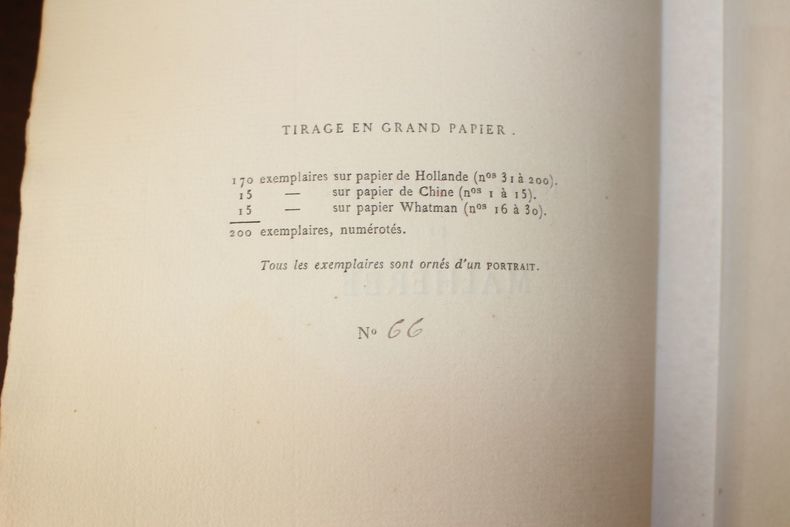 TIRAGE EN GRAND PAPIER.
170 exemplaires sur papier de Hollande (nos 31 à 200).
15 — sur papier de Chine (nos 1 à 15).
15 — sur papier Whatman (nos 16 à 30).
200 exemplaires, numérotés.
Tous les exemplaires sont ornés d'un PORTRAIT.
No 66